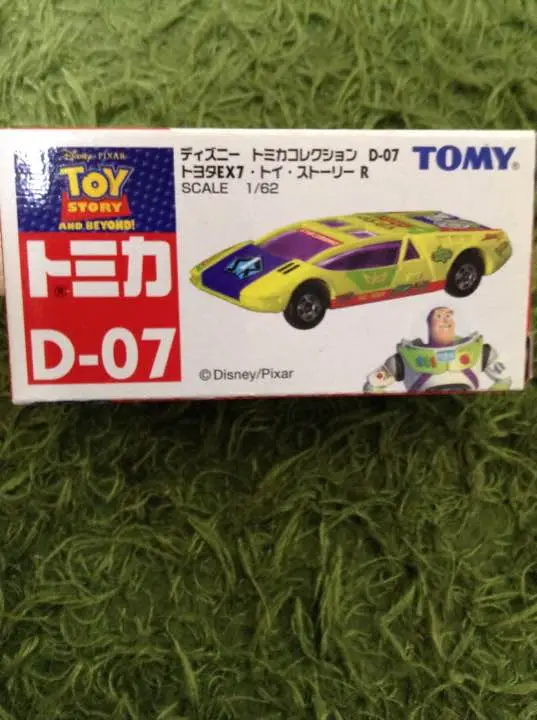 Disney · PIXAR
TOY
STORY
AND BEYOND!
トミカ
®
D-07
ディズニー トミカコレクション D-07
トヨタEX7・トイ・ストーリー R
SCALE 1/62
TOMY®
©Disney/Pixar